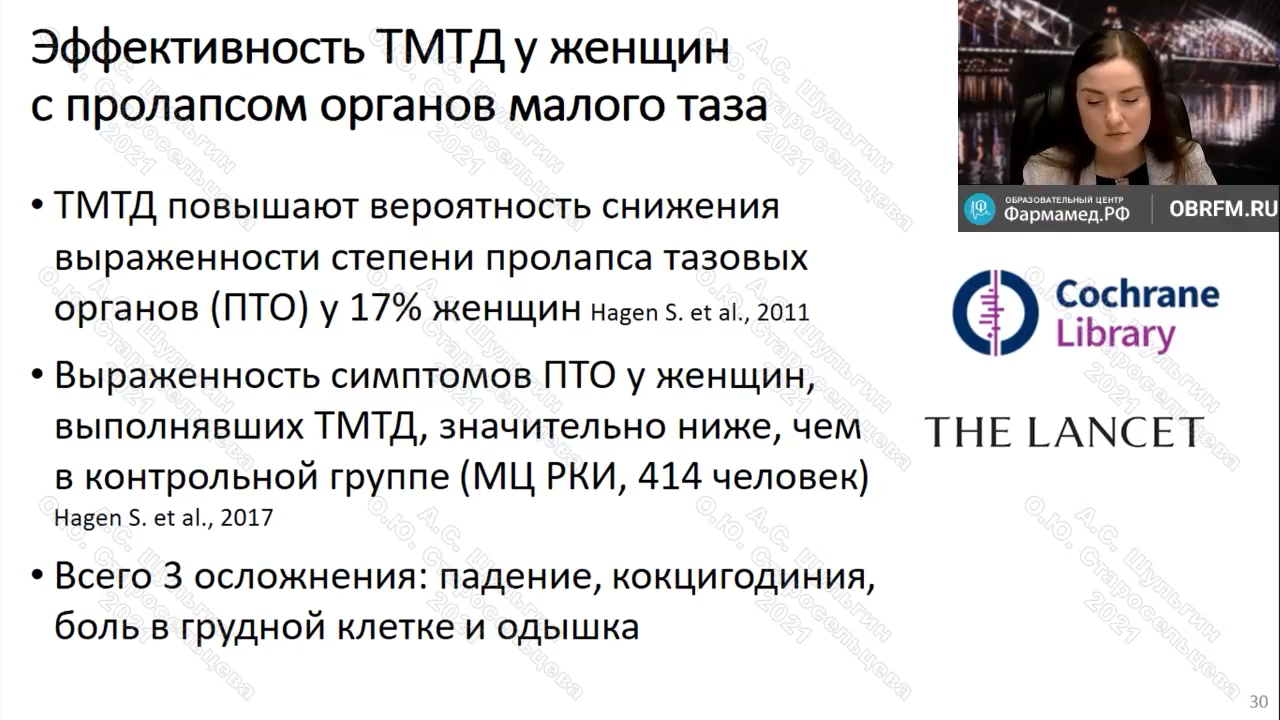 Эффективность ТМТД у женщин
с пролапсом органов малого таза
• ТМТД повышают вероятность снижения
выраженности степени пролапса тазовых
органов (ПТО) у 17% женщин Hagen S. et al., 2011
• Выраженность симптомов ПТО у женщин,
выполнявших ТМТД, значительно ниже, чем
в контрольной группе (МЦ РКИ, 414 человек)
Hagen S. et al., 2017
• Всего 3 осложнения: падение, кокцигодиния,
боль в грудной клетке и одышка
ОБРАЗОВАТЕЛЬНЫЙ ЦЕНТР
Фармамед.РФ
OBRFM.RU
Cochrane
Library
THE LANCET
А.С. Шульгин
О.Ю. Старосельцева
2021
30